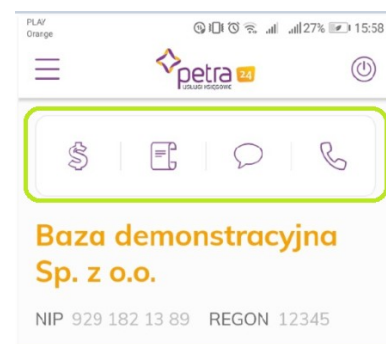 PLAY
Orange
27% 15:58
petra 24
USŁUGI KSIĘGOWE
Baza demonstracyjna
Sp. z o.o.
NIP 929 182 13 89 REGON 12345